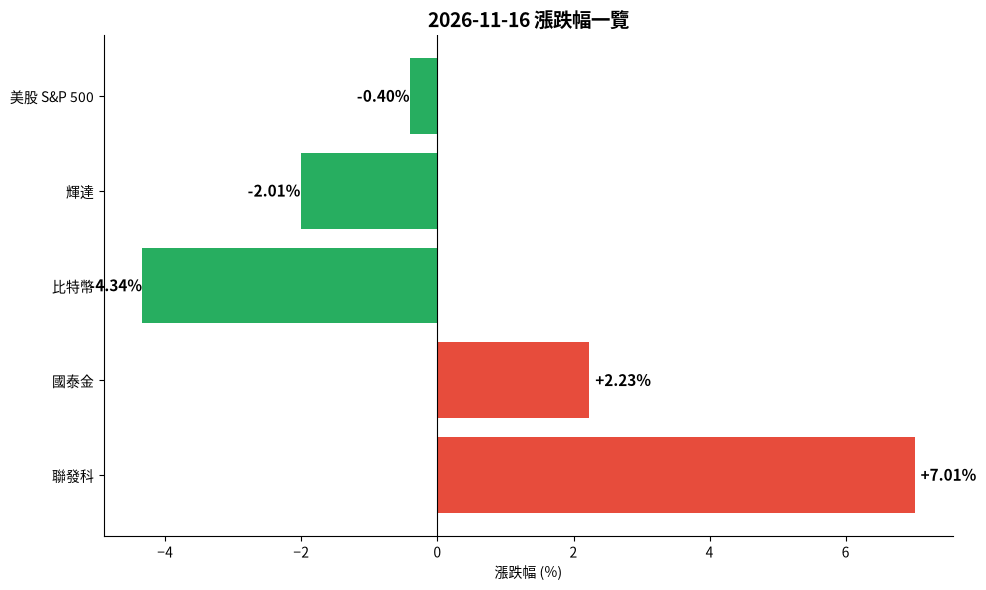 2026-11-16 漲跌幅一覽
美股 S&P 500
-0.40%
輝達
-2.01%
比特幣
-4.34%
國泰金
+2.23%
聯發科
+7.01%
−4
−2
0
2
4
6
漲跌幅 (%)